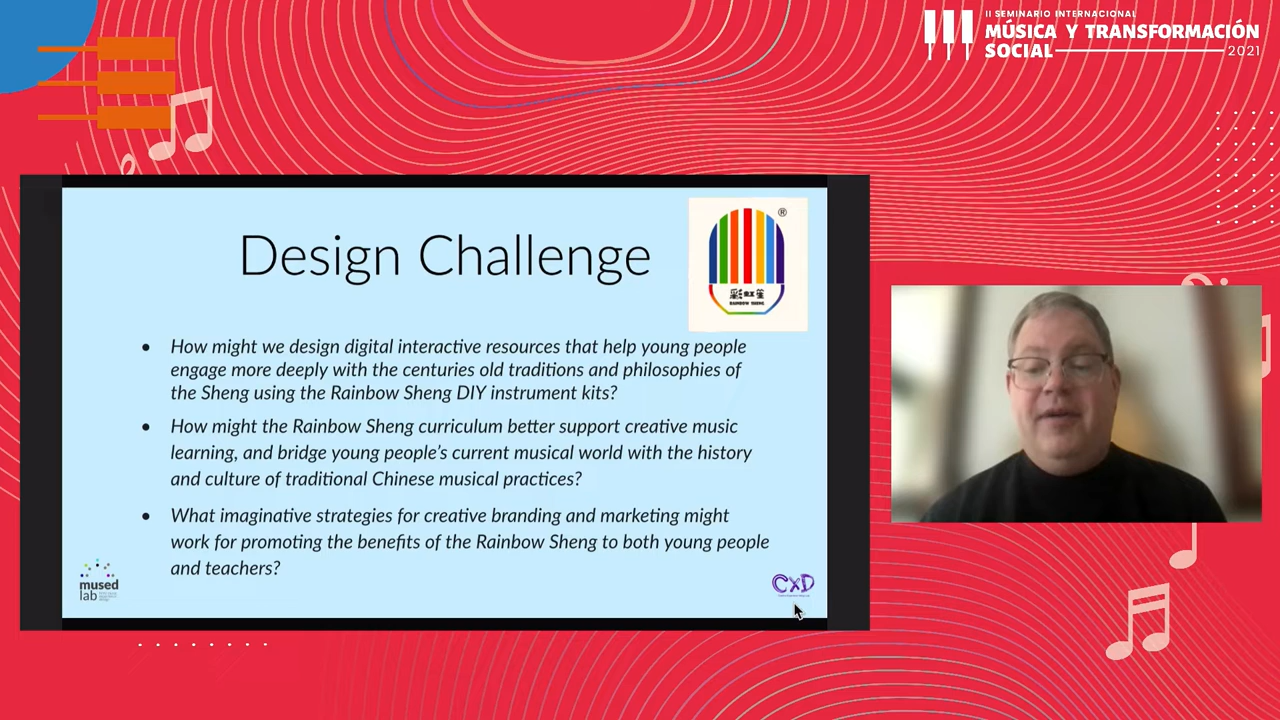 II SEMINARIO INTERNACIONAL
MÚSICA Y TRANSFORMACIÓN
SOCIAL
2021
Design Challenge
®
彩虹笙
RAINBOW SHENG
• How might we design digital interactive resources that help young people
engage more deeply with the centuries old traditions and philosophies of
the Sheng using the Rainbow Sheng DIY instrument kits?
• How might the Rainbow Sheng curriculum better support creative music
learning, and bridge young people's current musical world with the history
and culture of traditional Chinese musical practices?
• What imaginative strategies for creative branding and marketing might
work for promoting the benefits of the Rainbow Sheng to both young people
and teachers?
mused
lab
CxD